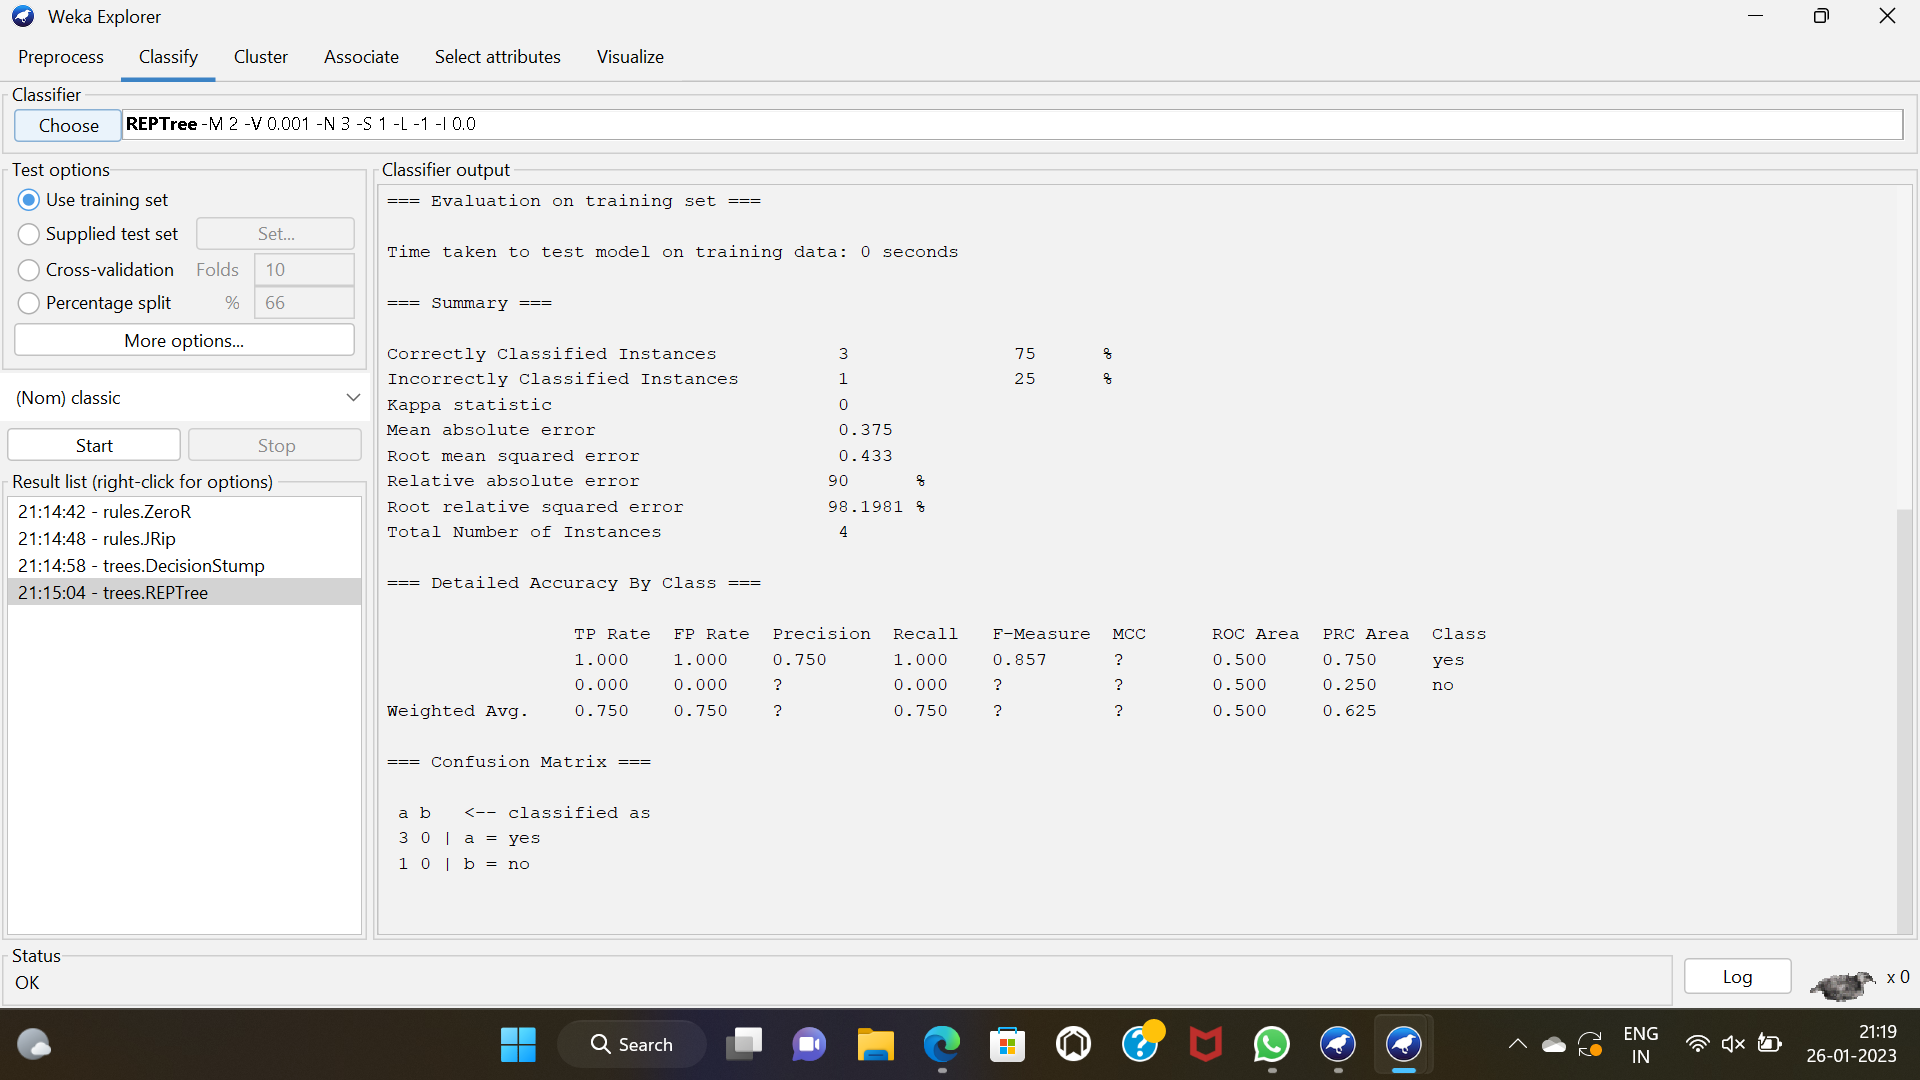 Weka Explorer
Preprocess Classify Cluster Associate Select attributes Visualize
Classifier
Choose REPTree -M 2 -V 0.001 -N 3 -S 1 -L -1 -I 0.0
Test options
Use training set
Supplied test set Set...
Cross-validation Folds 10
Percentage split % 66
More options...
(Nom) classic
Start Stop
Result list (right-click for options)
21:14:42 - rules.ZeroR
21:14:48 - rules.JRip
21:14:58 - trees.DecisionStump
21:15:04 - trees.REPTree
Classifier output
=== Evaluation on training set ===
Time taken to test model on training data: 0 seconds
=== Summary ===
Correctly Classified Instances 3 75 %
Incorrectly Classified Instances 1 25 %
Kappa statistic 0
Mean absolute error 0.375
Root mean squared error 0.433
Relative absolute error 90 %
Root relative squared error 98.1981 %
Total Number of Instances 4
=== Detailed Accuracy By Class ===
TP Rate FP Rate Precision Recall F-Measure MCC ROC Area PRC Area Class
1.000 1.000 0.750 1.000 0.857 ? 0.500 0.750 yes
0.000 0.000 ? 0.000 ? ? 0.500 0.250 no
Weighted Avg. 0.750 0.750 ? 0.750 ? ? 0.500 0.625
=== Confusion Matrix ===
a b <-- classified as
3 0 | a = yes
1 0 | b = no
Status
OK
Log
x 0
Search
ENG
IN
21:19
26-01-2023